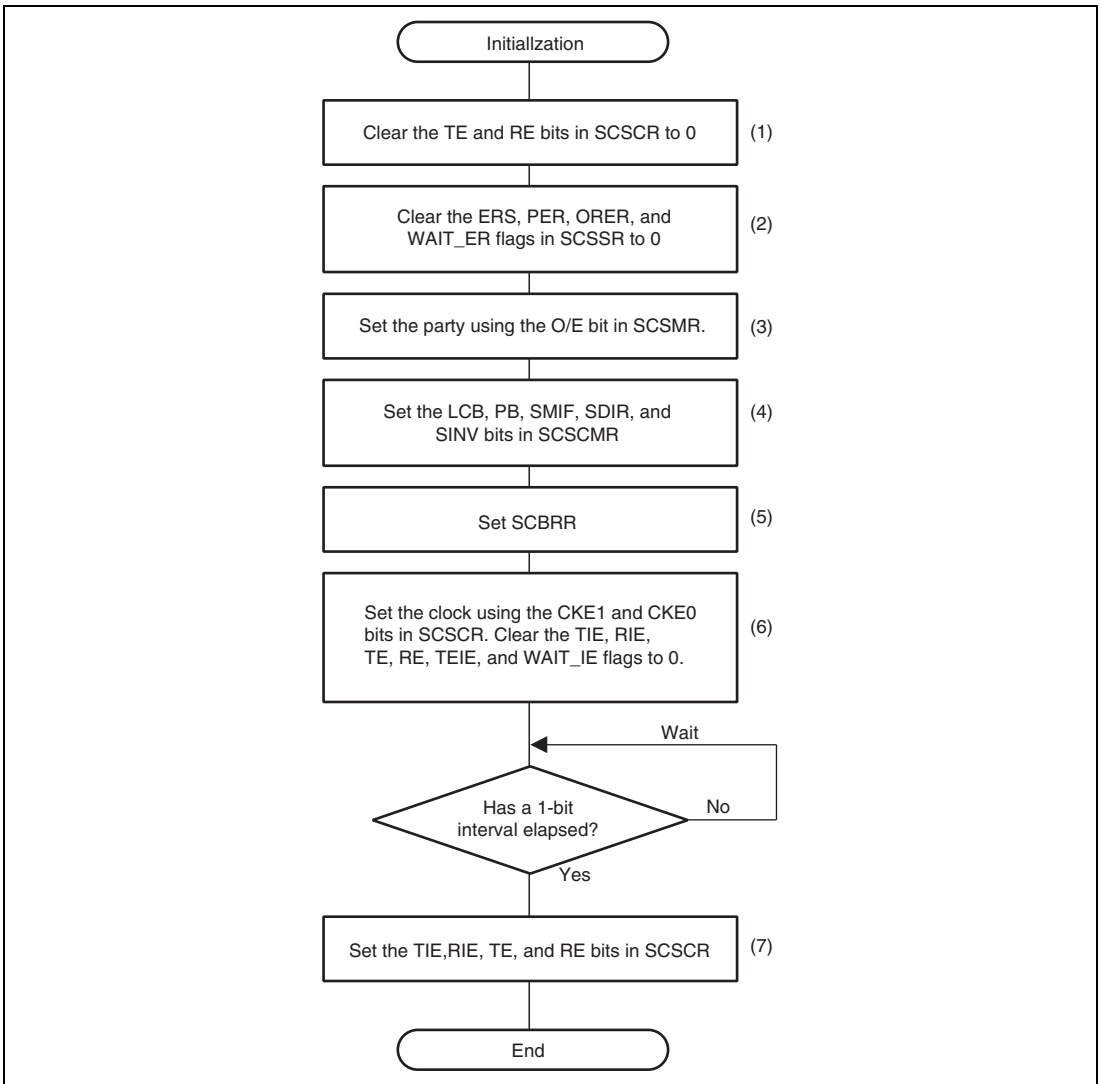 Initiallzation
Clear the TE and RE bits in SCSCR to 0
(1)
Clear the ERS, PER, ORER, and
WAIT_ER flags in SCSSR to 0
(2)
Set the party using the O/E bit in SCSMR.
(3)
Set the LCB, PB, SMIF, SDIR, and
SINV bits in SCSCMR
(4)
Set SCBRR
(5)
Set the clock using the CKE1 and CKE0
bits in SCSCR. Clear the TIE, RIE,
TE, RE, TEIE, and WAIT_IE flags to 0.
(6)
Wait
Has a 1-bit
interval elapsed?
No
Yes
Set the TIE,RIE, TE, and RE bits in SCSCR
(7)
End